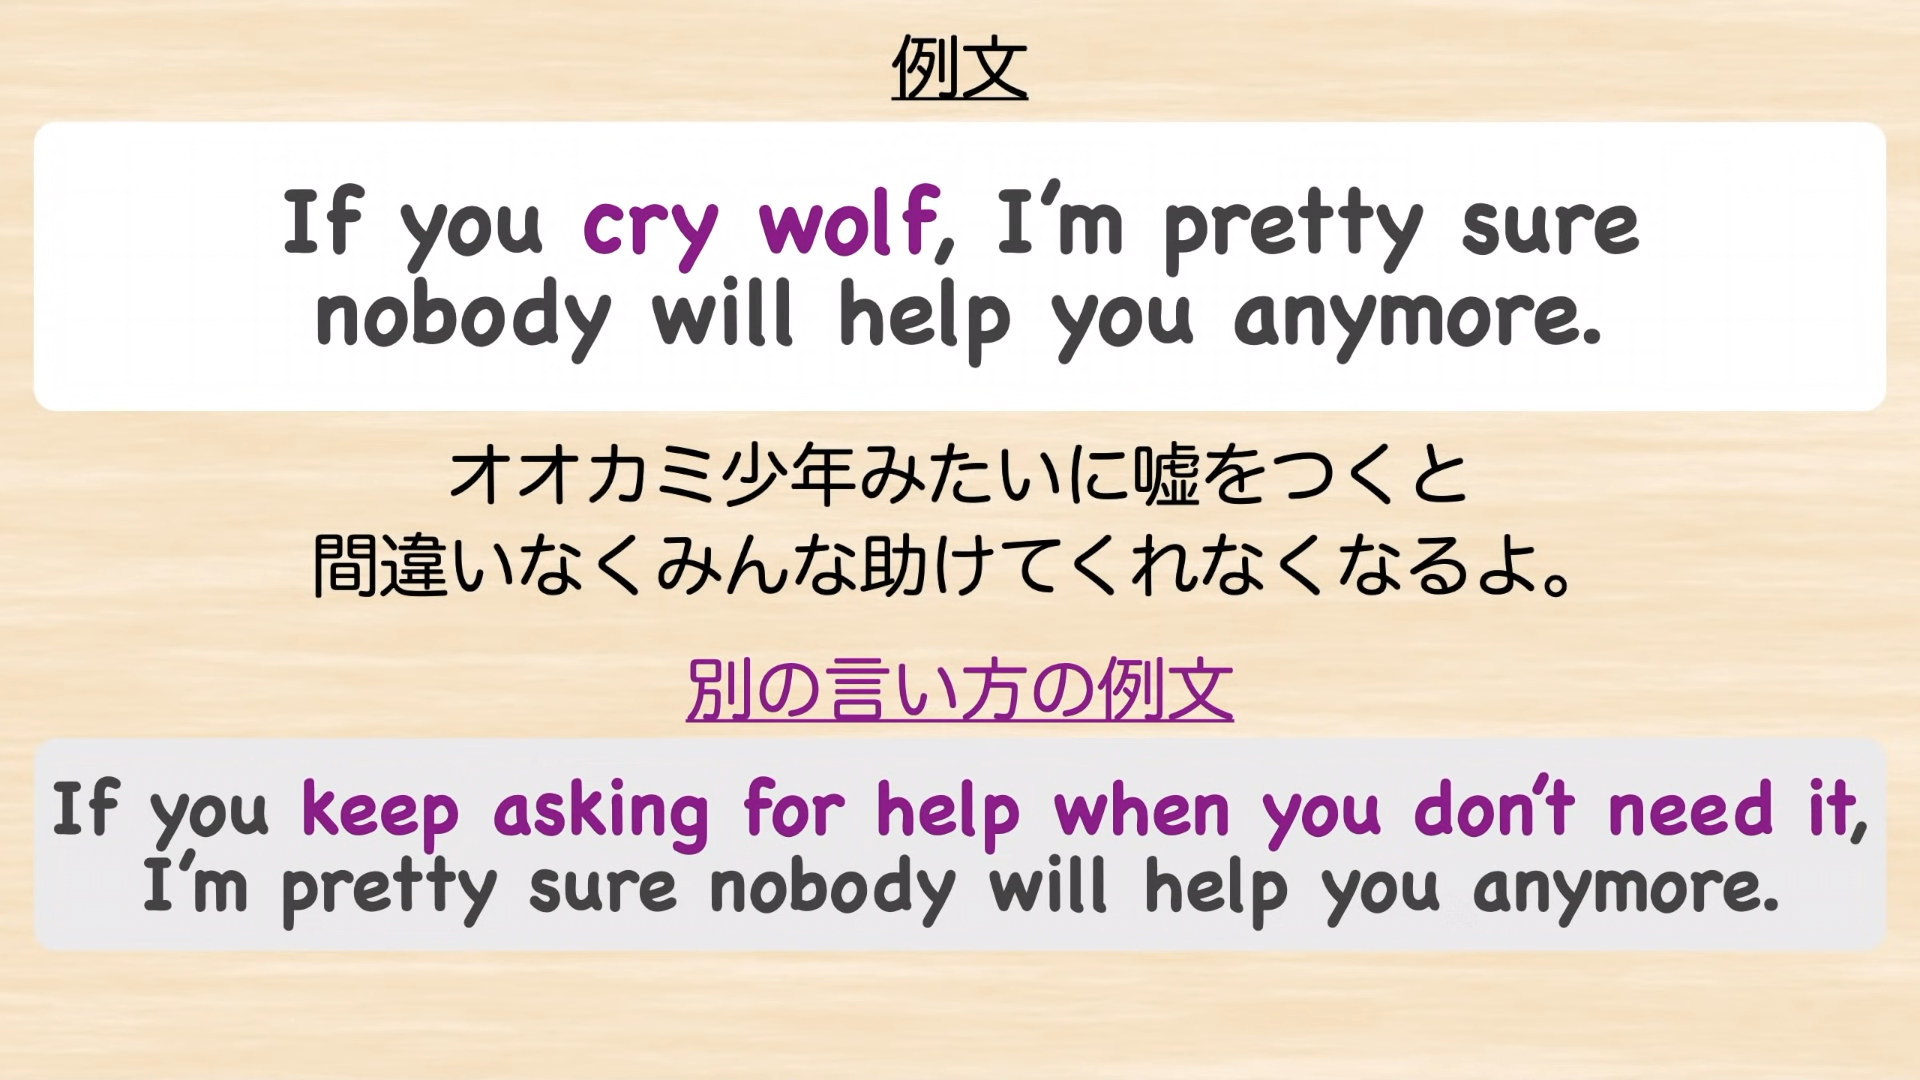 例文
If you cry wolf, I'm pretty sure
nobody will help you anymore.
オオカミ少年みたいに嘘をつくと
間違いなくみんな助けてくれなくなるよ。
別の言い方の例文
If you keep asking for help when you don't need it,
I'm pretty sure nobody will help you anymore.